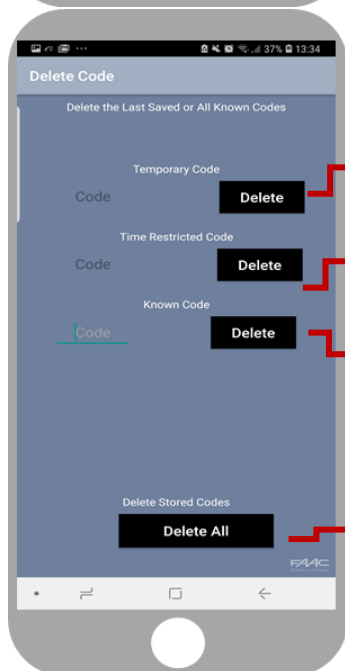 37% 13:34
Delete Code
Delete the Last Saved or All Known Codes
Temporary Code
Code Delete
Time Restricted Code
Code Delete
Known Code
Code Delete
Delete Stored Codes
Delete All
FAAC